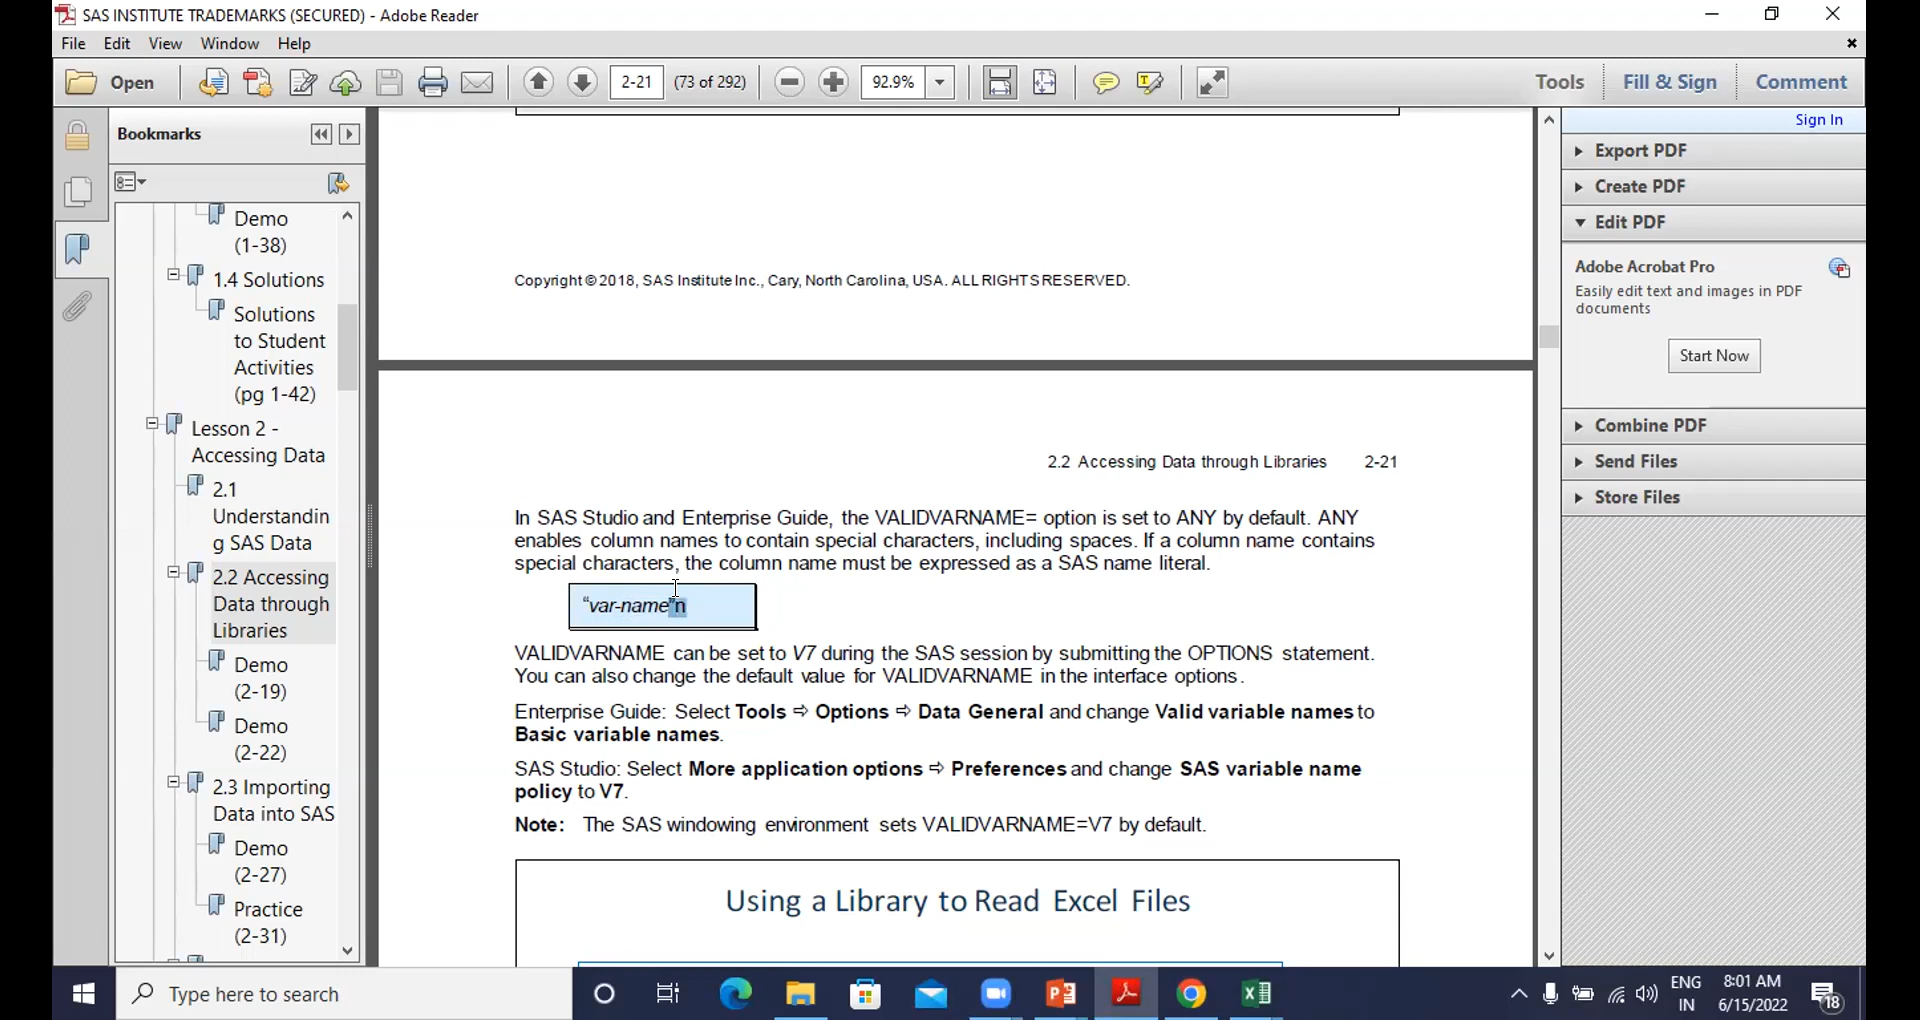 SAS INSTITUTE TRADEMARKS (SECURED) - Adobe Reader
File Edit View Window Help
Open 2-21 (73 of 292) 92.9% Tools Fill & Sign Comment
Bookmarks
Demo
(1-38)
1.4 Solutions
Solutions
to Student
Activities
(pg 1-42)
Lesson 2 -
Accessing Data
2.1
Understandin
g SAS Data
2.2 Accessing
Data through
Libraries
Demo
(2-19)
Demo
(2-22)
2.3 Importing
Data into SAS
Demo
(2-27)
Practice
(2-31)
Copyright © 2018, SAS Institute Inc., Cary, North Carolina, USA. ALL RIGHTS RESERVED.
2.2 Accessing Data through Libraries 2-21
In SAS Studio and Enterprise Guide, the VALIDVARNAME= option is set to ANY by default. ANY
enables column names to contain special characters, including spaces. If a column name contains
special characters, the column name must be expressed as a SAS name literal.
“var-name”n
VALIDVARNAME can be set to V7 during the SAS session by submitting the OPTIONS statement.
You can also change the default value for VALIDVARNAME in the interface options.
Enterprise Guide: Select Tools ⇨ Options ⇨ Data General and change Valid variable names to
Basic variable names.
SAS Studio: Select More application options ⇨ Preferences and change SAS variable name
policy to V7.
Note: The SAS windowing environment sets VALIDVARNAME=V7 by default.
Using a Library to Read Excel Files
Sign In
Export PDF
Create PDF
Edit PDF
Adobe Acrobat Pro
Easily edit text and images in PDF
documents
Start Now
Combine PDF
Send Files
Store Files
Type here to search
ENG
IN
8:01 AM
6/15/2022
18